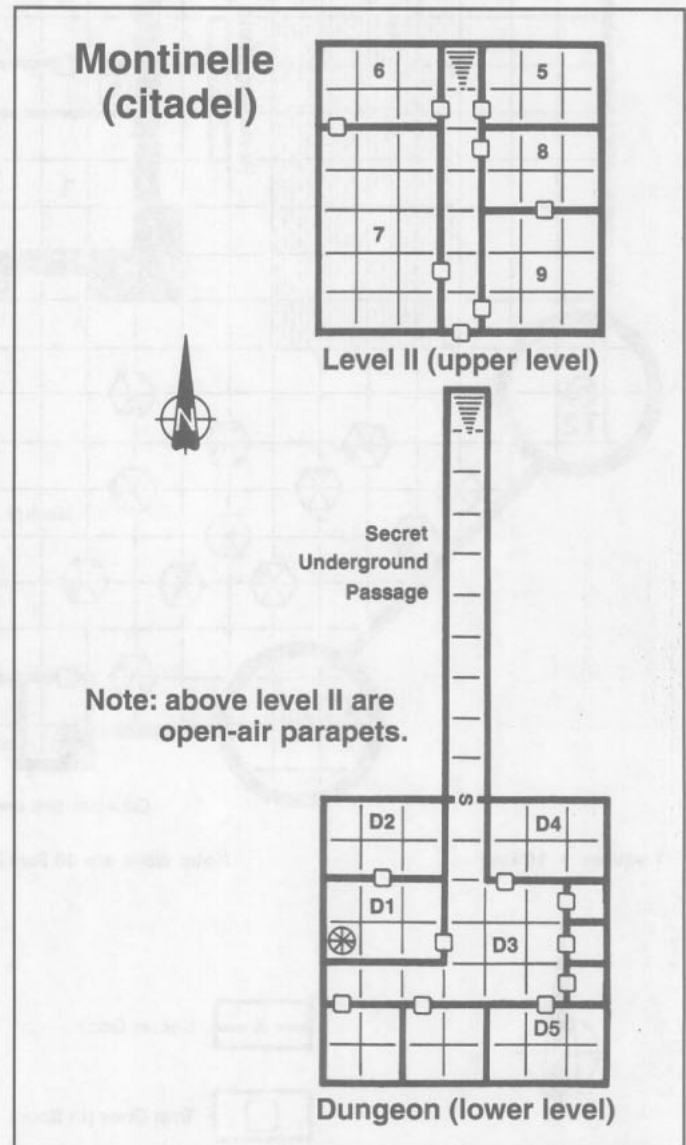 Montinelle
(citadel)
6
5
8
7
9
Level II (upper level)
N
Secret
Underground
Passage
Note: above level II are
open-air parapets.
S
D2
D4
D1
D3
D5
Dungeon (lower level)